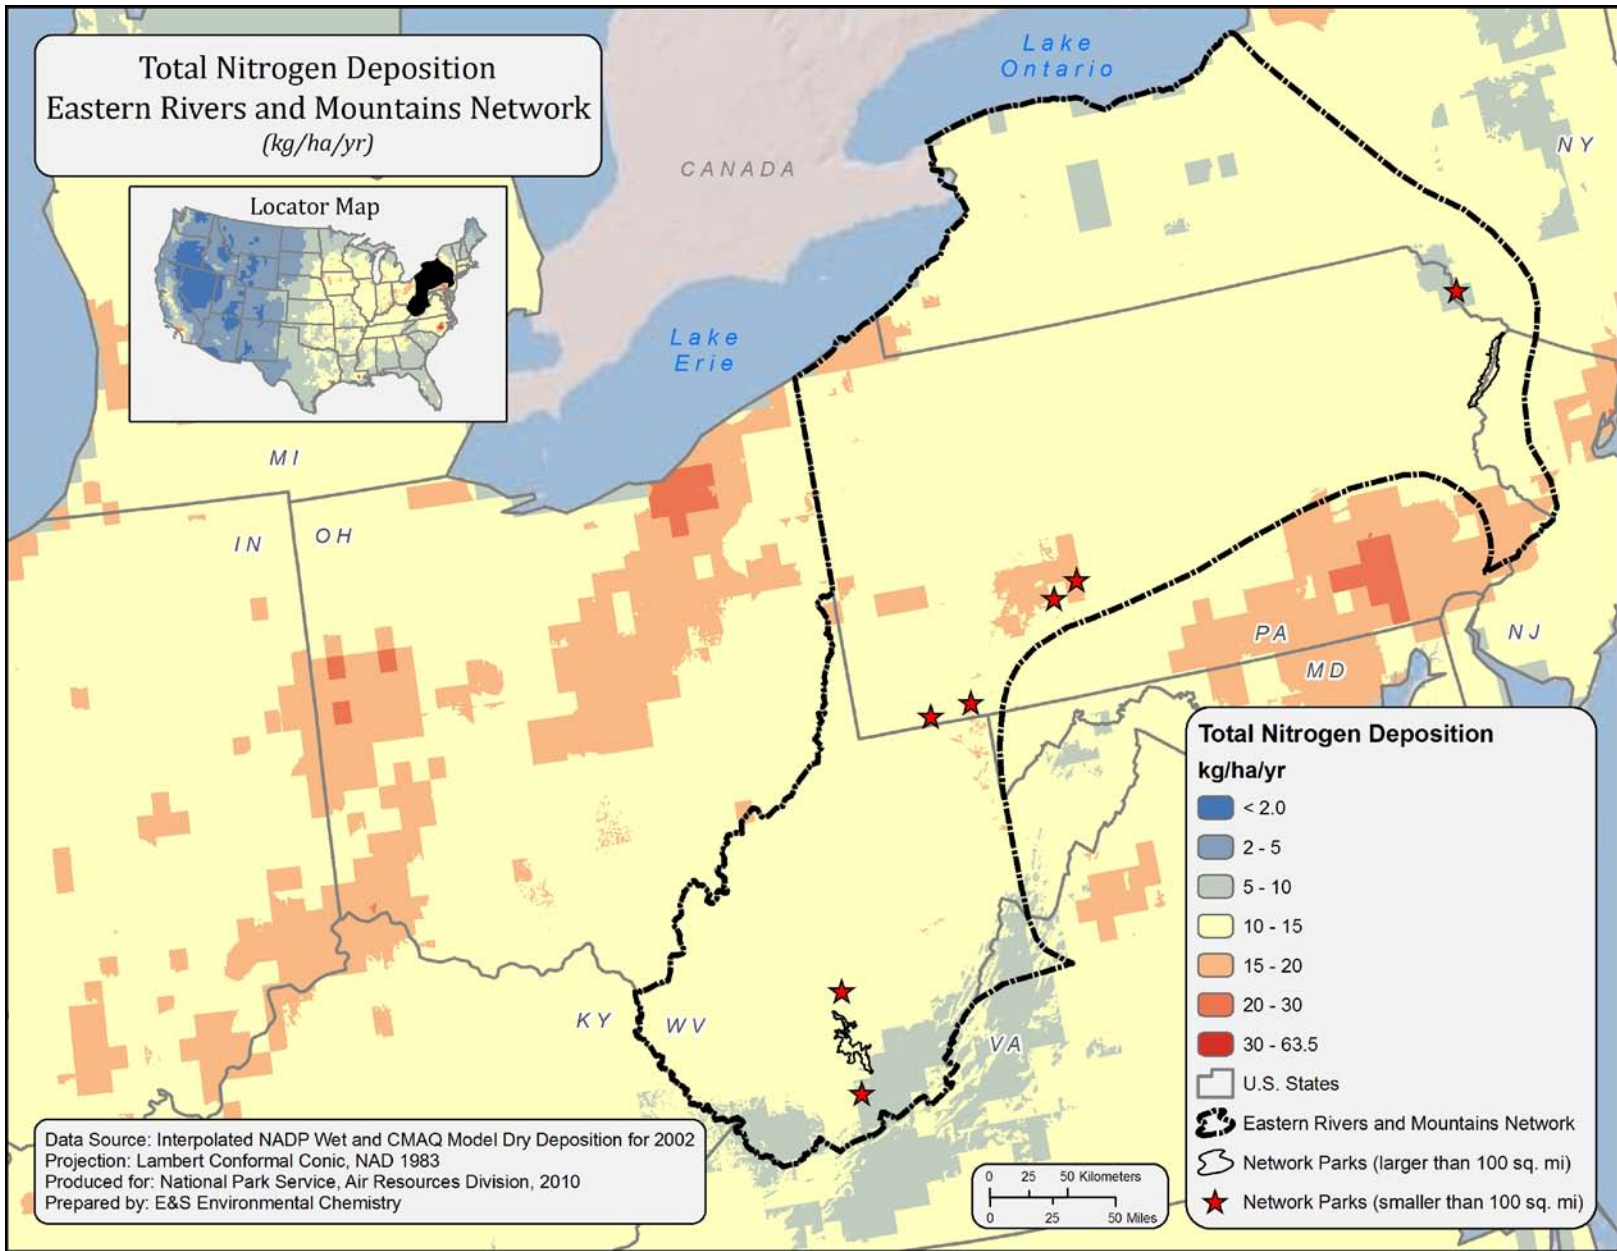 Total Nitrogen Deposition
Eastern Rivers and Mountains Network
(kg/ha/yr)
Locator Map
Lake
Ontario
CANADA
NY
Lake
Erie
MI
IN
OH
PA
NJ
MD
KY
WV
VA
Total Nitrogen Deposition
kg/ha/yr
< 2.0
2 - 5
5 - 10
10 - 15
15 - 20
20 - 30
30 - 63.5
U.S. States
Eastern Rivers and Mountains Network
Network Parks (larger than 100 sq. mi)
Network Parks (smaller than 100 sq. mi)
Data Source: Interpolated NADP Wet and CMAQ Model Dry Deposition for 2002
Projection: Lambert Conformal Conic, NAD 1983
Produced for: National Park Service, Air Resources Division, 2010
Prepared by: E&S Environmental Chemistry
0 25 50 Kilometers
0 25 50 Miles